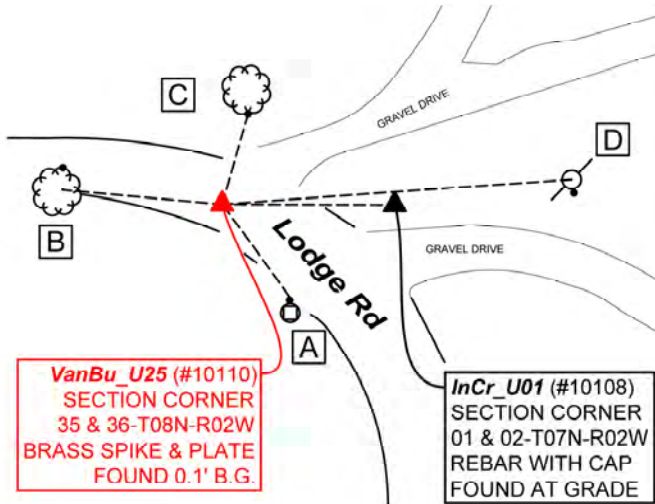 C
GRAVEL DRIVE
D
B
Lodge Rd
GRAVEL DRIVE
A
VanBu_U25 (#10110)
SECTION CORNER
35 & 36-T08N-R02W
BRASS SPIKE & PLATE
FOUND 0.1' B.G.
InCr_U01 (#10108)
SECTION CORNER
01 & 02-T07N-R02W
REBAR WITH CAP
FOUND AT GRADE